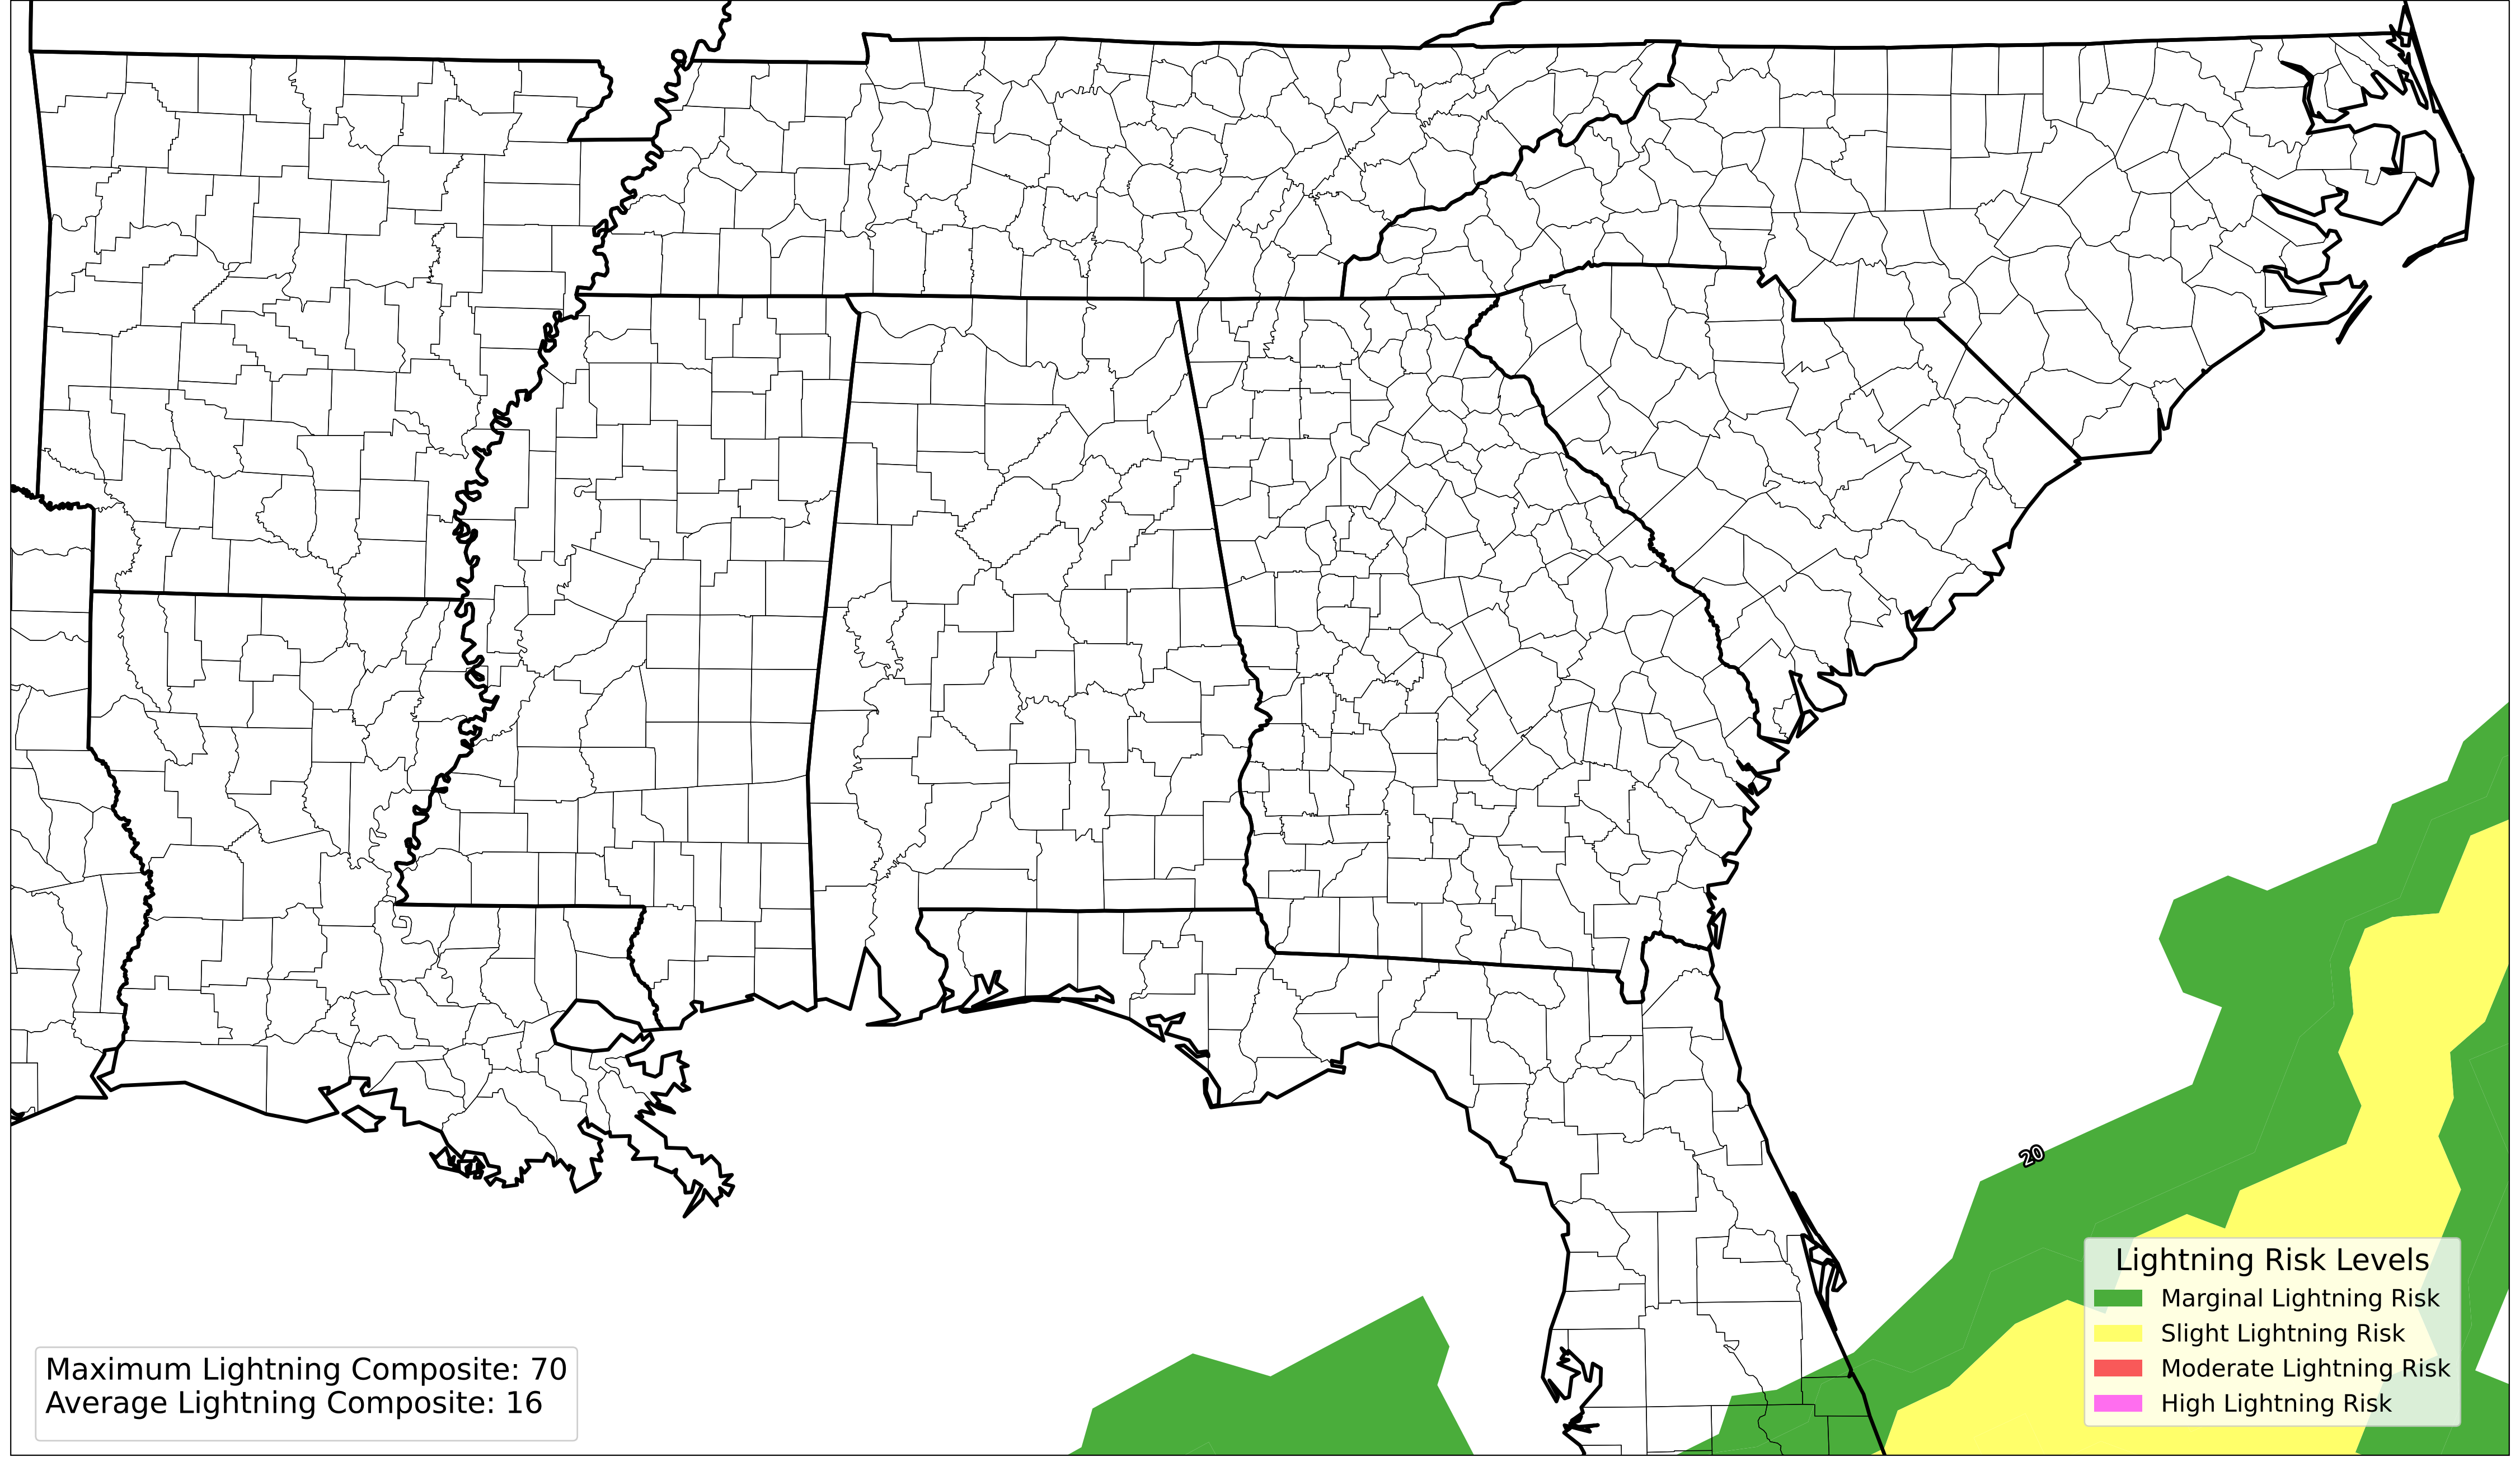 20
Lightning Risk Levels
Marginal Lightning Risk
Slight Lightning Risk
Moderate Lightning Risk
High Lightning Risk
Maximum Lightning Composite: 70
Average Lightning Composite: 16